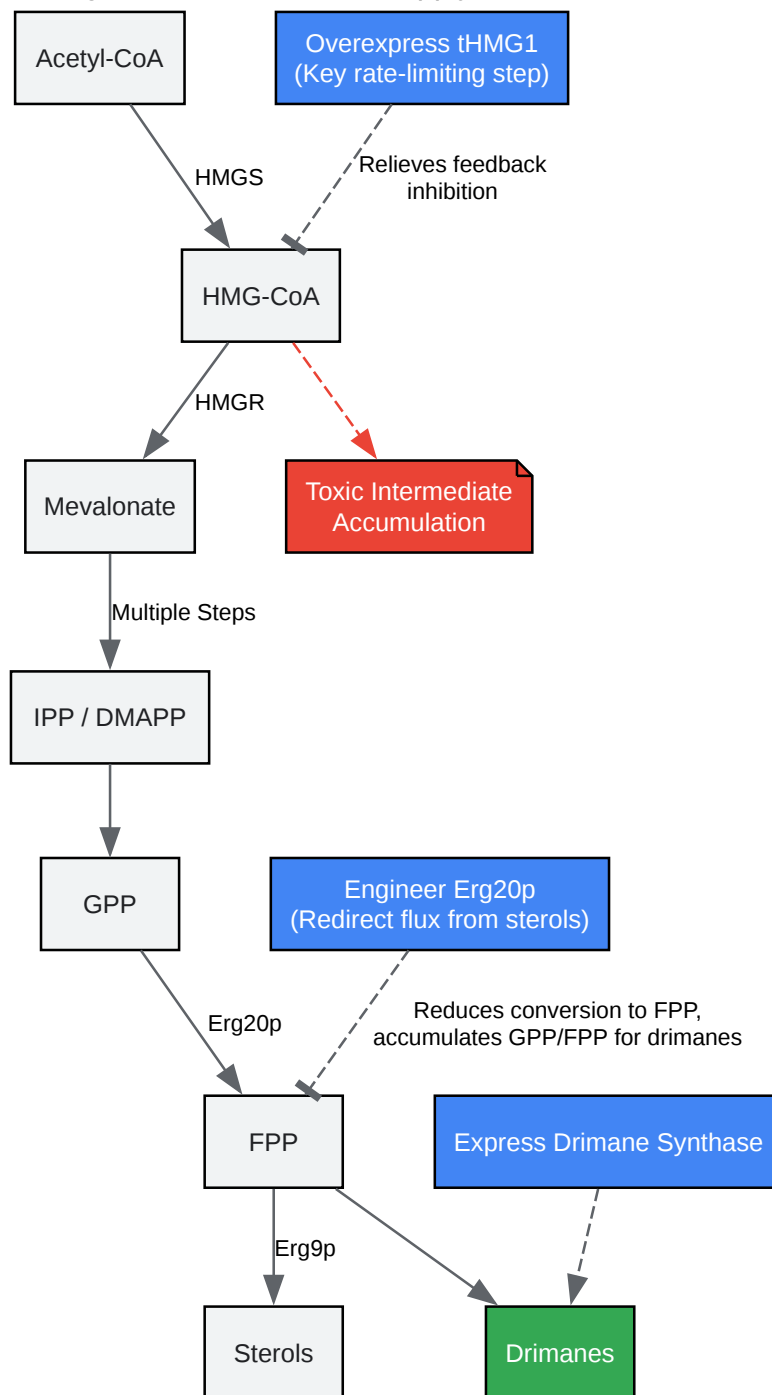 Acetyl-CoA
Overexpress tHMG1
(Key rate-limiting step)
HMGS
Relieves feedback
inhibition
HMG-CoA
HMGR
Mevalonate
Toxic Intermediate
Accumulation
Multiple Steps
IPP / DMAPP
GPP
Engineer Erg20p
(Redirect flux from sterols)
Erg20p
Reduces conversion to FPP,
accumulates GPP/FPP for drimanes
FPP
Express Drimane Synthase
Erg9p
Sterols
Drimanes